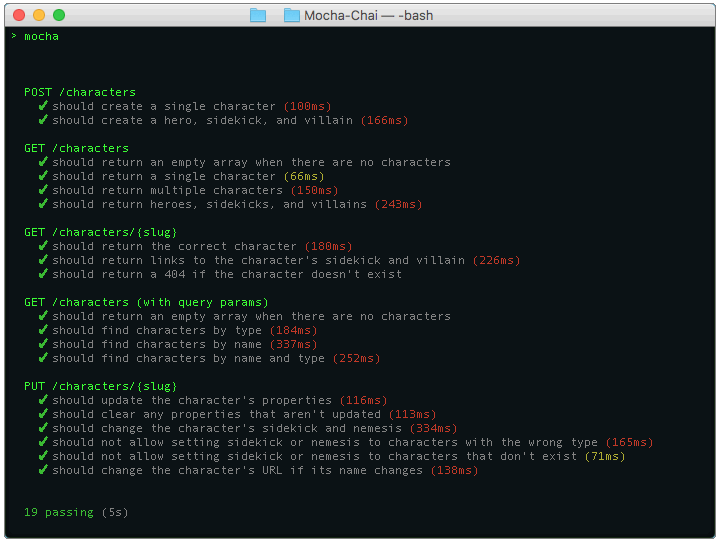 Mocha-Chai — -bash
> mocha
POST /characters
✔ should create a single character (100ms)
✔ should create a hero, sidekick, and villain (166ms)
GET /characters
✔ should return an empty array when there are no characters
✔ should return a single character (66ms)
✔ should return multiple characters (150ms)
✔ should return heroes, sidekicks, and villains (243ms)
GET /characters/{slug}
✔ should return the correct character (180ms)
✔ should return links to the character's sidekick and villain (226ms)
✔ should return a 404 if the character doesn't exist
GET /characters (with query params)
✔ should return an empty array when there are no characters
✔ should find characters by type (184ms)
✔ should find characters by name (337ms)
✔ should find characters by name and type (252ms)
PUT /characters/{slug}
✔ should update the character's properties (116ms)
✔ should clear any properties that aren't updated (113ms)
✔ should change the character's sidekick and nemesis (334ms)
✔ should not allow setting sidekick or nemesis to characters with the wrong type (165ms)
✔ should not allow setting sidekick or nemesis to characters that don't exist (71ms)
✔ should change the character's URL if its name changes (138ms)
19 passing (5s)